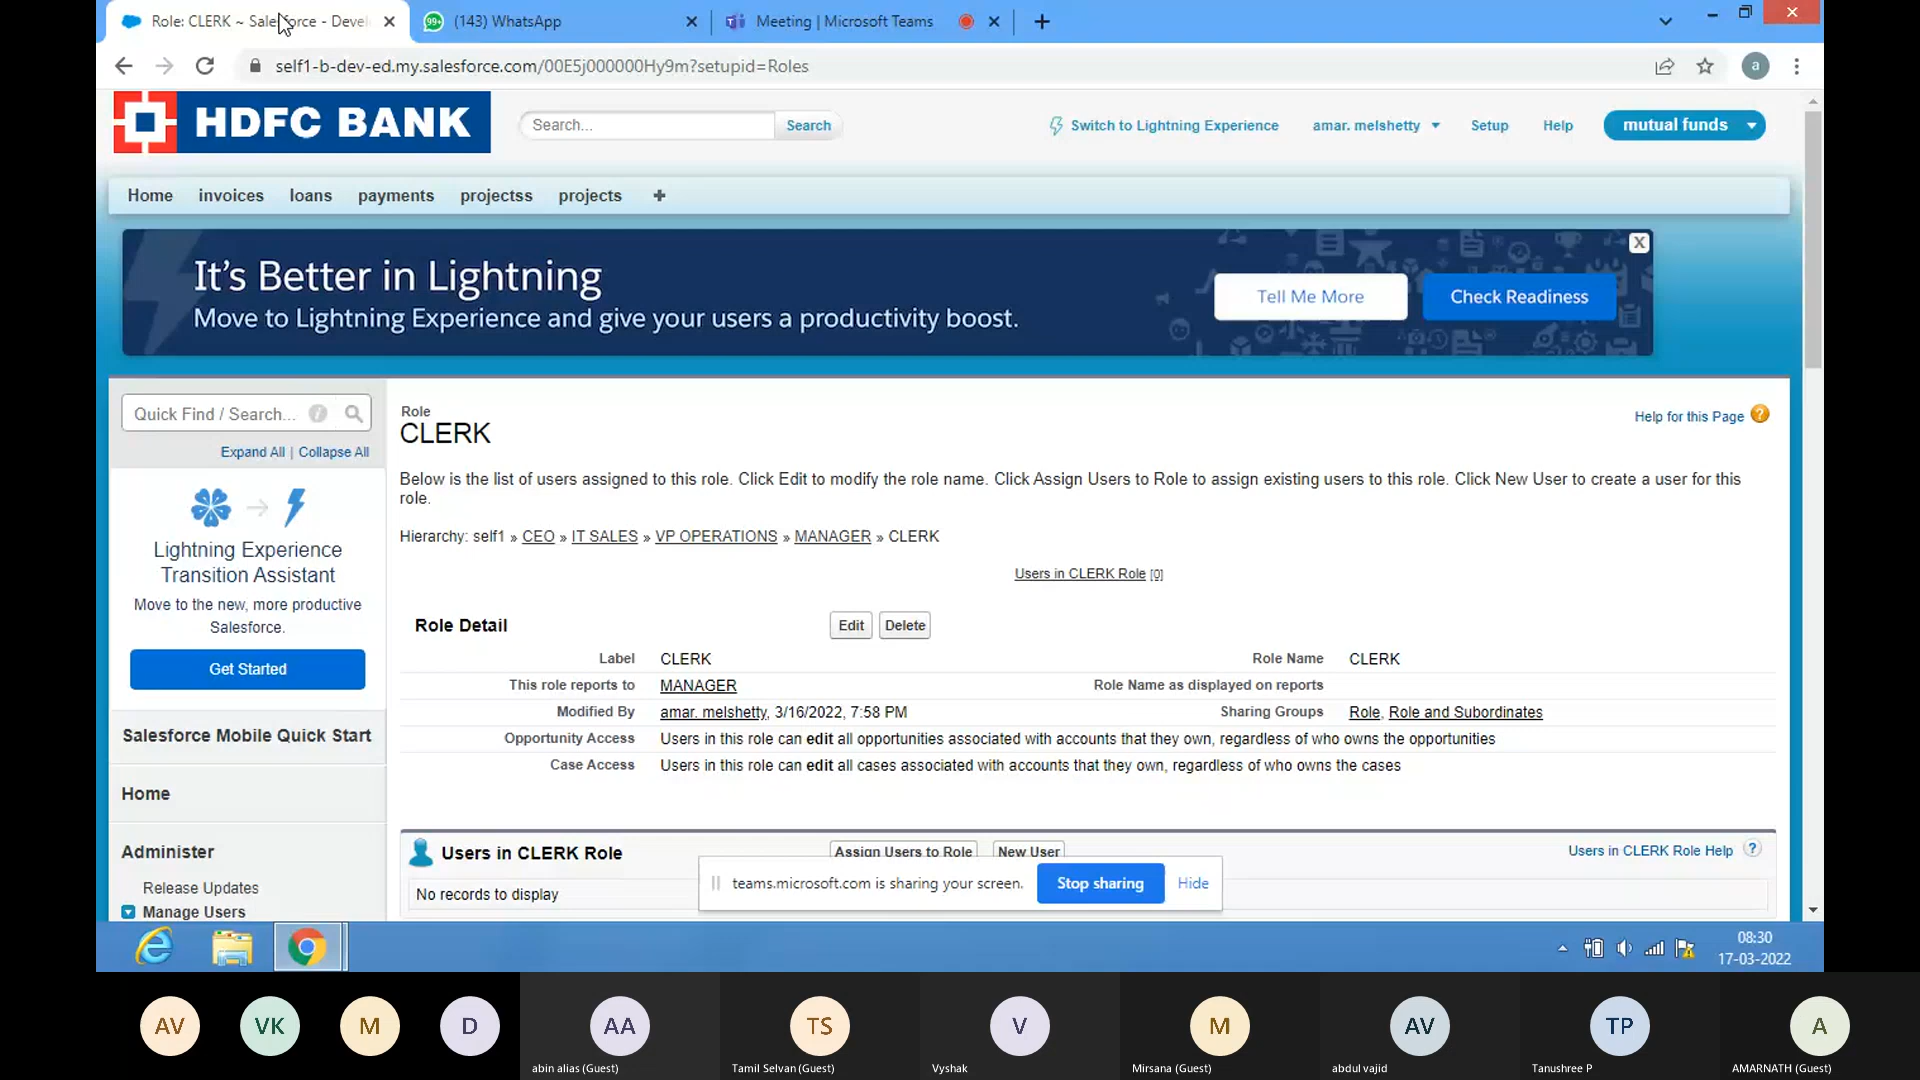 Role: CLERK ~ Salesforce - Devel
(143) WhatsApp
Meeting | Microsoft Teams
99+
self1-b-dev-ed.my.salesforce.com/00E5j000000Hy9m?setupid=Roles
a
HDFC BANK
Search...
Search
Switch to Lightning Experience
amar. melshetty
Setup
Help
mutual funds
Home
invoices
loans
payments
projectss
projects
It's Better in Lightning
Move to Lightning Experience and give your users a productivity boost.
Tell Me More
Check Readiness
X
Quick Find / Search...
Expand All | Collapse All
Lightning Experience
Transition Assistant
Move to the new, more productive
Salesforce.
Get Started
Salesforce Mobile Quick Start
Home
Administer
Release Updates
Manage Users
Role
CLERK
Help for this Page
Below is the list of users assigned to this role. Click Edit to modify the role name. Click Assign Users to Role to assign existing users to this role. Click New User to create a user for this
role.
Hierarchy: self1 » CEO » IT SALES » VP OPERATIONS » MANAGER » CLERK
Users in CLERK Role [0]
Role Detail
Edit
Delete
Label CLERK
Role Name CLERK
This role reports to MANAGER
Role Name as displayed on reports
Modified By amar. melshetty, 3/16/2022, 7:58 PM
Sharing Groups Role, Role and Subordinates
Opportunity Access Users in this role can edit all opportunities associated with accounts that they own, regardless of who owns the opportunities
Case Access Users in this role can edit all cases associated with accounts that they own, regardless of who owns the cases
Users in CLERK Role
Assign Users to Role
New User
Users in CLERK Role Help
No records to display
teams.microsoft.com is sharing your screen.
Stop sharing
Hide
08:30
17-03-2022
AV
VK
M
D
AA
TS
V
M
AV
TP
A
abin alias (Guest)
Tamil Selvan (Guest)
Vyshak
Mirsana (Guest)
abdul vajid
Tanushree P
AMARNATH (Guest)